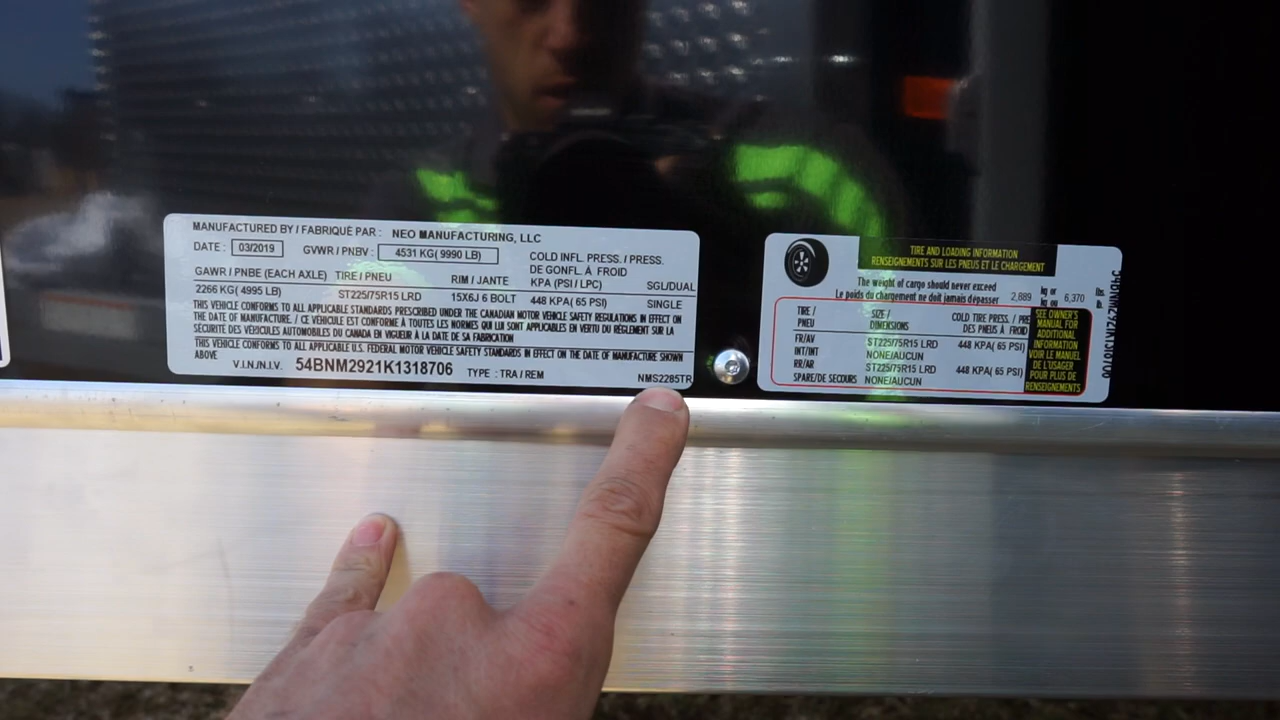 MANUFACTURED BY / FABRIQUÉ PAR : NEO MANUFACTURING, LLC
DATE : 03/2019 GVWR / PNBV : 4531 KG( 9990 LB)
COLD INFL. PRESS. / PRESS.
DE GONFL. À FROID
GAWR / PNBE (EACH AXLE) TIRE / PNEU RIM / JANTE KPA (PSI / LPC) SGL/DUAL
2266 KG( 4995 LB) ST225/75R15 LRD 15X6J 6 BOLT 448 KPA( 65 PSI) SINGLE
THIS VEHICLE CONFORMS TO ALL APPLICABLE STANDARDS PRESCRIBED UNDER THE CANADIAN MOTOR VEHICLE SAFETY REGULATIONS IN EFFECT ON
THE DATE OF MANUFACTURE. / CE VÉHICULE EST CONFORME À TOUTES LES NORMES QUI LUI SONT APPLICABLES EN VERTU DU RÈGLEMENT SUR LA
SÉCURITÉ DES VÉHICULES AUTOMOBILES DU CANADA EN VIGUEUR À LA DATE DE SA FABRICATION
THIS VEHICLE CONFORMS TO ALL APPLICABLE U.S. FEDERAL MOTOR VEHICLE SAFETY STANDARDS IN EFFECT ON THE DATE OF MANUFACTURE SHOWN
ABOVE
V.I.N./N.I.V. 54BNM2921K1318706 TYPE : TRA / REM NMS2285TR
TIRE AND LOADING INFORMATION
RENSEIGNEMENTS SUR LES PNEUS ET LE CHARGEMENT
The weight of cargo should never exceed
Le poids du chargement ne doit jamais dépasser 2,889 kg or kg ou 6,370 lbs. lb.
TIRE / PNEU SIZE / DIMENSIONS COLD TIRE PRESS. / DES PNEUS À FROID
FR/AV ST225/75R15 LRD 448 KPA( 65 PSI)
INT/INT NONE/AUCUN
RR/AR ST225/75R15 LRD 448 KPA( 65 PSI)
SPARE/DE SECOURS NONE/AUCUN
SEE OWNER'S
MANUAL FOR
ADDITIONAL
INFORMATION
VOIR LE MANUEL
DE L'USAGER
POUR PLUS DE
RENSEIGNEMENTS